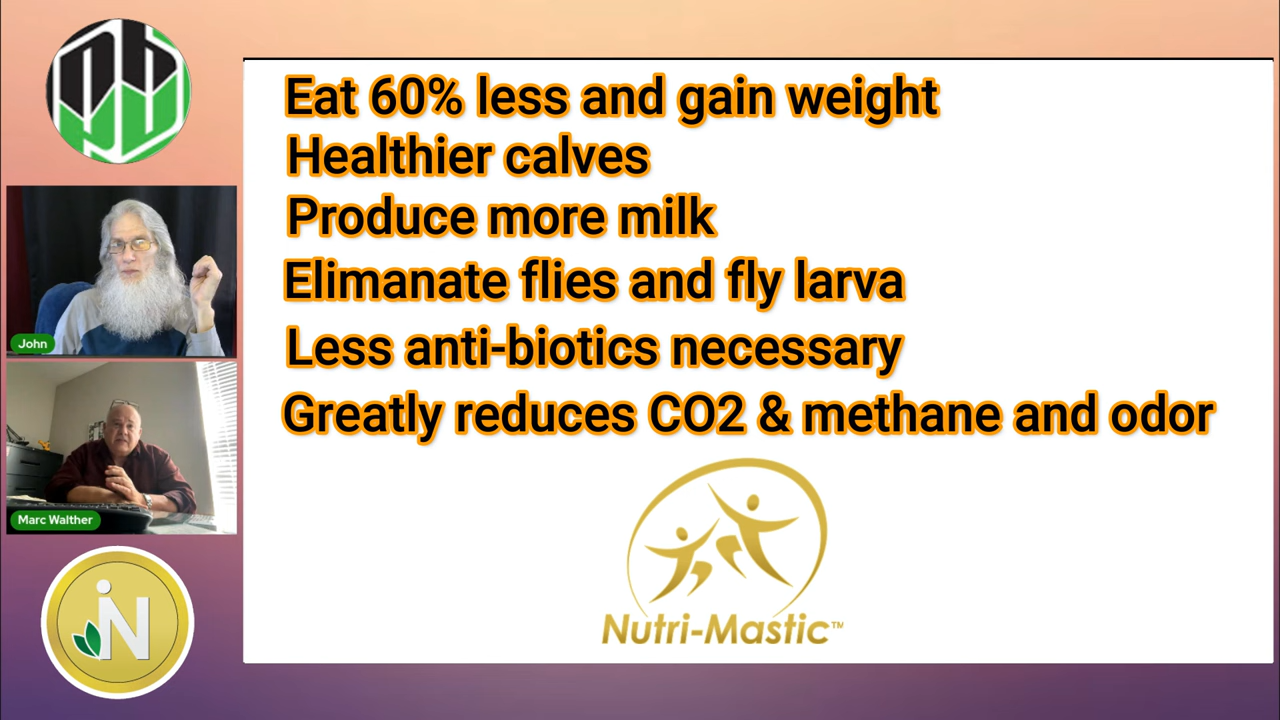 Eat 60% less and gain weight
Healthier calves
Produce more milk
Elimanate flies and fly larva
Less anti-biotics necessary
Greatly reduces CO2 & methane and odor
Nutri-Mastic™
John
Marc Walther
iN